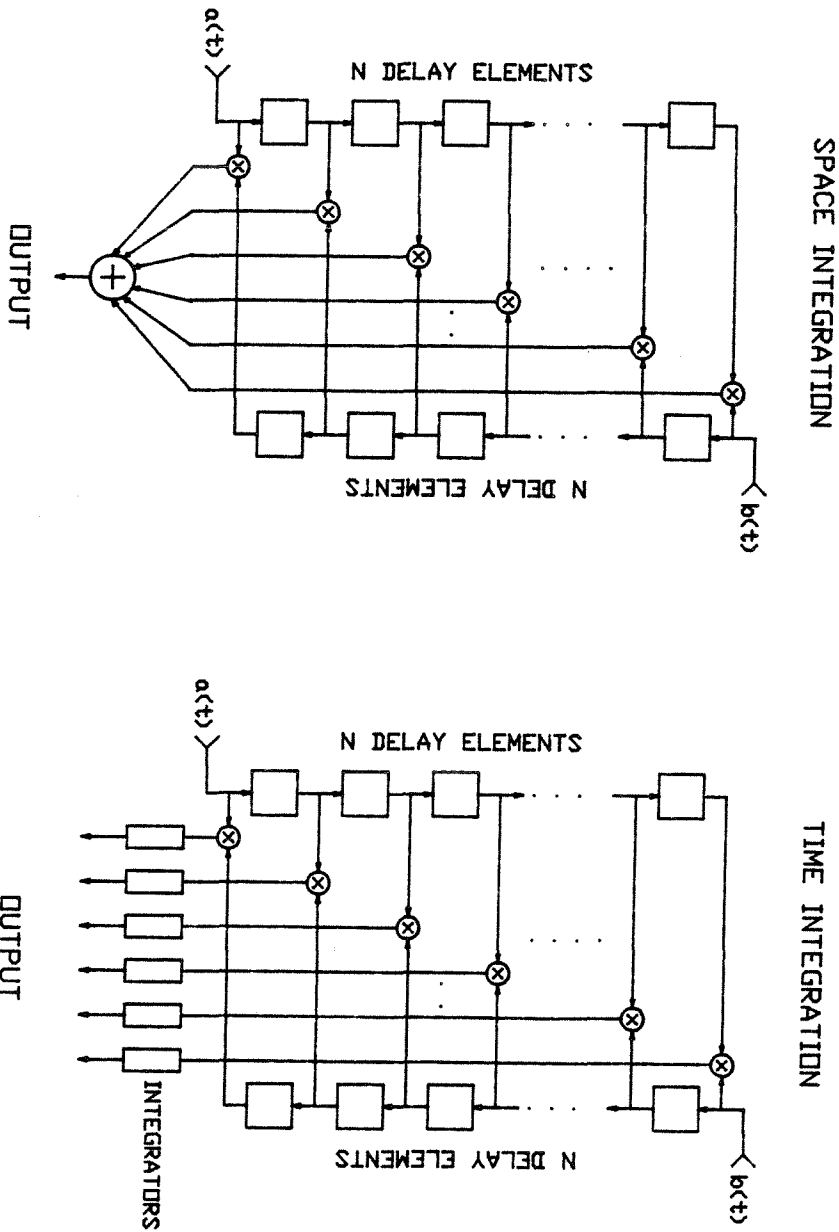 SPACE INTEGRATION
a(t)
N DELAY ELEMENTS
N DELAY ELEMENTS
b(t)
OUTPUT
TIME INTEGRATION
a(t)
N DELAY ELEMENTS
N DELAY ELEMENTS
b(t)
INTEGRATORS
OUTPUT